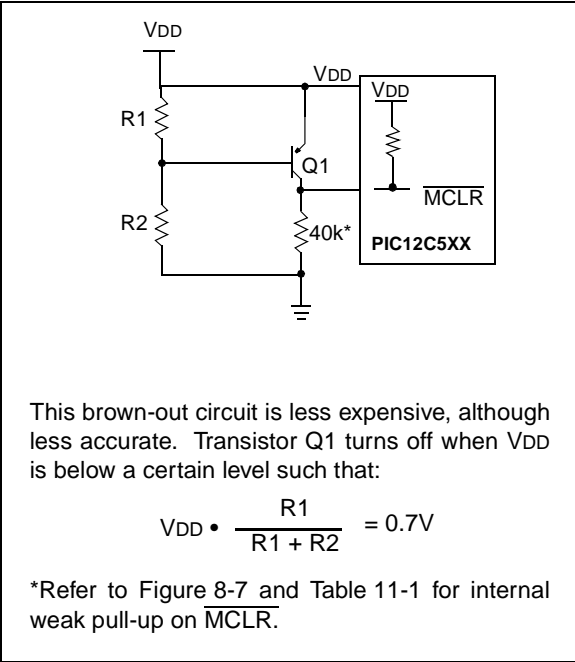 VDD
VDD
VDD
R1
Q1
MCLR
R2
40k*
PIC12C5XX
This brown-out circuit is less expensive, although
less accurate. Transistor Q1 turns off when VDD
is below a certain level such that:
VDD • R1 / R1 + R2 = 0.7V
*Refer to Figure 8-7 and Table 11-1 for internal
weak pull-up on MCLR.